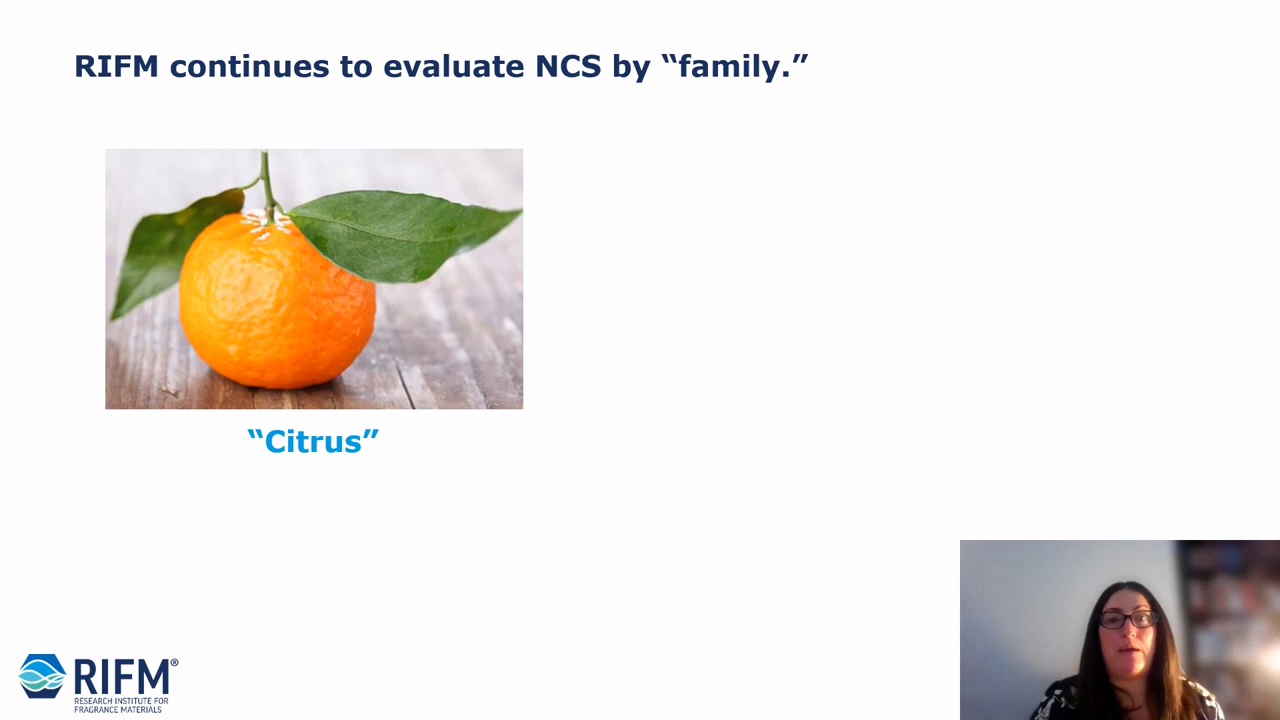 RIFM continues to evaluate NCS by “family.”
“Citrus”
RIFM®
RESEARCH INSTITUTE FOR
FRAGRANCE MATERIALS